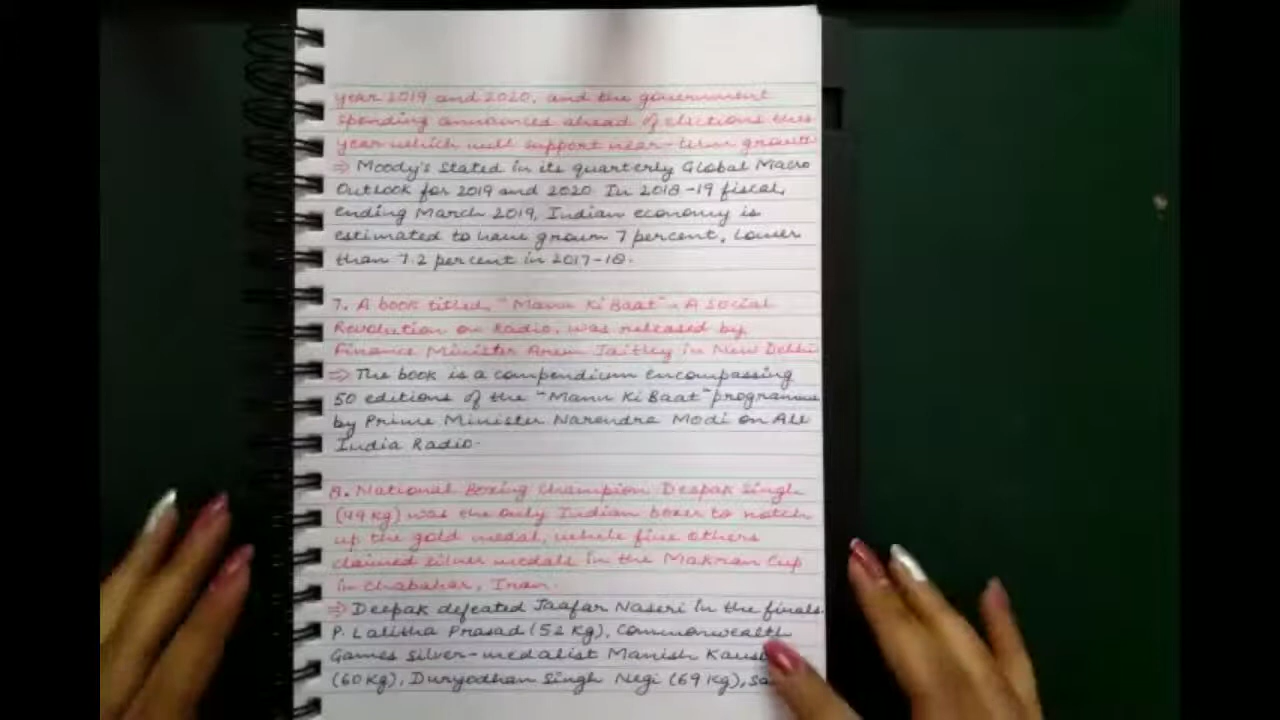 year 2019 and 2020, and the government
spending announced ahead of elections this
year which will support near-term growth
⇒ Moody's stated in its quarterly Global Macro
Outlook for 2019 and 2020 In 2018-19 fiscal,
ending March 2019, Indian economy is
estimated to have grown 7 percent, lower
than 7.2 percent in 2017-18.
7. A book titled, "Mann Ki Baat" - A Social
Revolution on Radio, was released by
Finance Minister Arun Jaitley in New Delhi
⇒ The book is a compendium encompassing
50 editions of the "Mann Ki Baat" programme
by Prime Minister Narendra Modi on All
India Radio.
8. National Boxing Champion Deepak Singh
(49 kg) was the only Indian boxer to notch
up the gold medal, while five others
claimed silver medals in the Makran Cup
in Chabahar, Iran.
⇒ Deepak defeated Jaafar Naseri in the finals.
P. Lalitha Prasad (52 kg), Commonwealth
Games silver-medalist Manish
(60 kg), Duryodhan Singh Negi (69 kg),